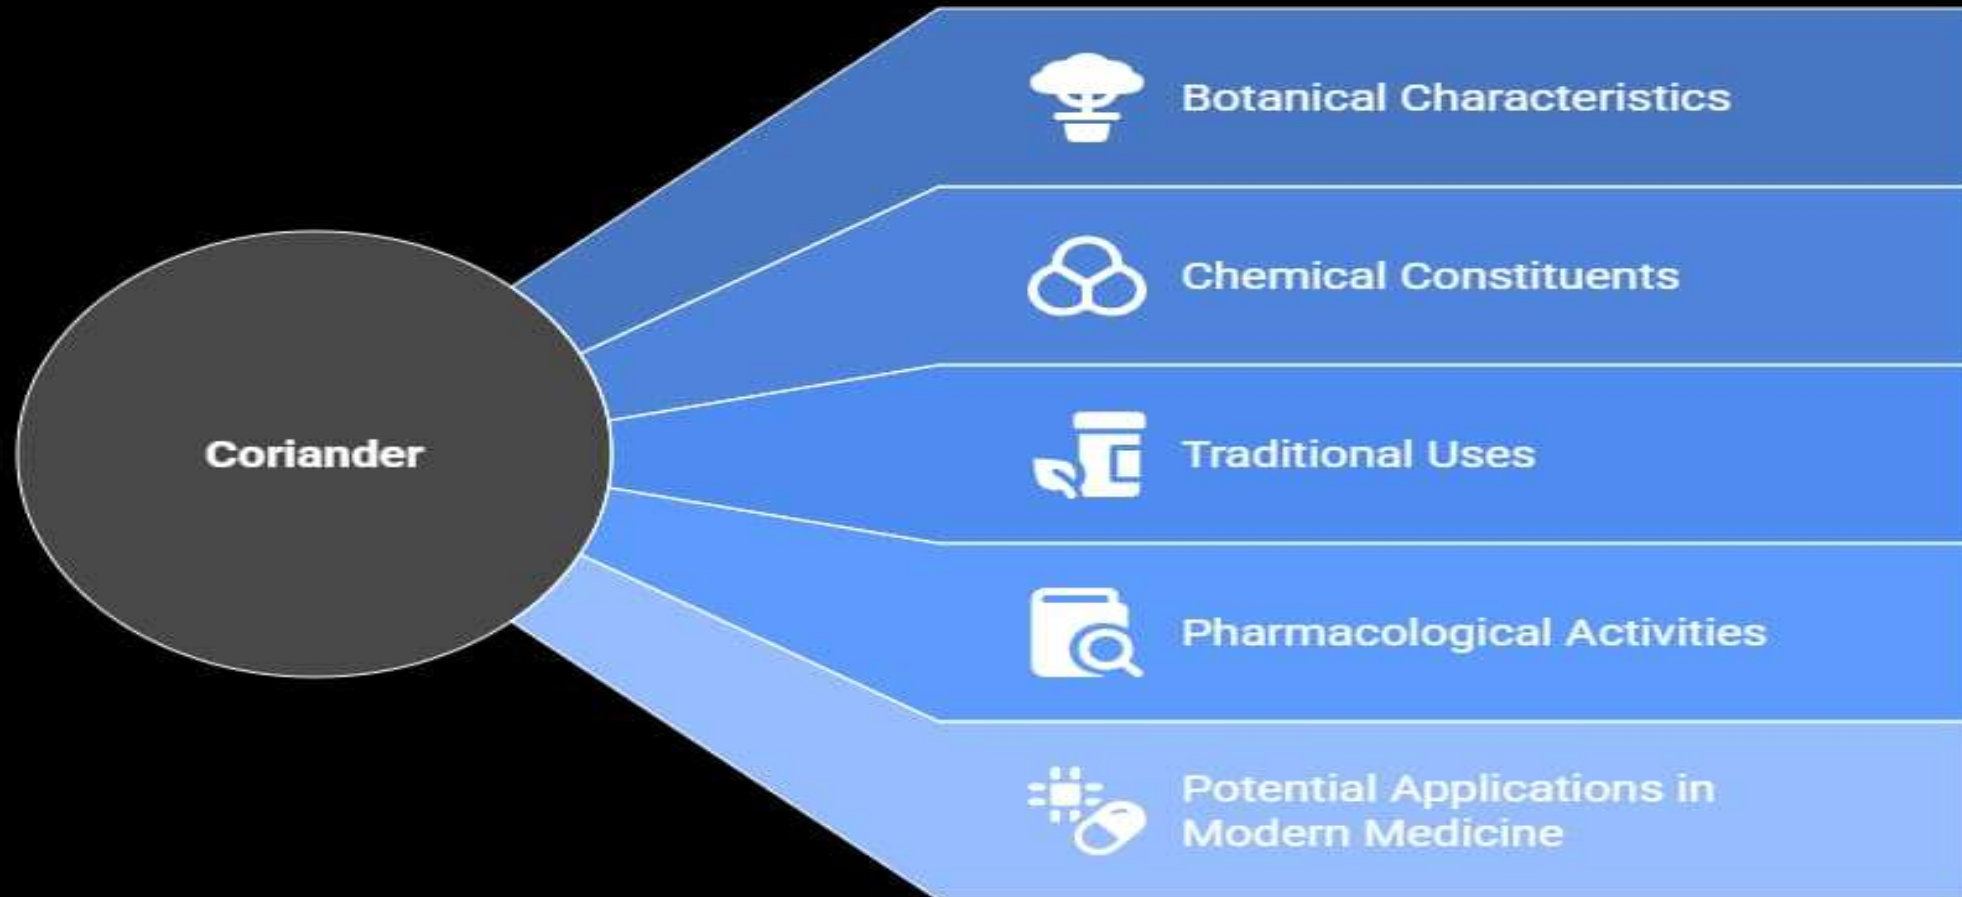 Coriander
Botanical Characteristics
Chemical Constituents
Traditional Uses
Pharmacological Activities
Potential Applications in
Modern Medicine